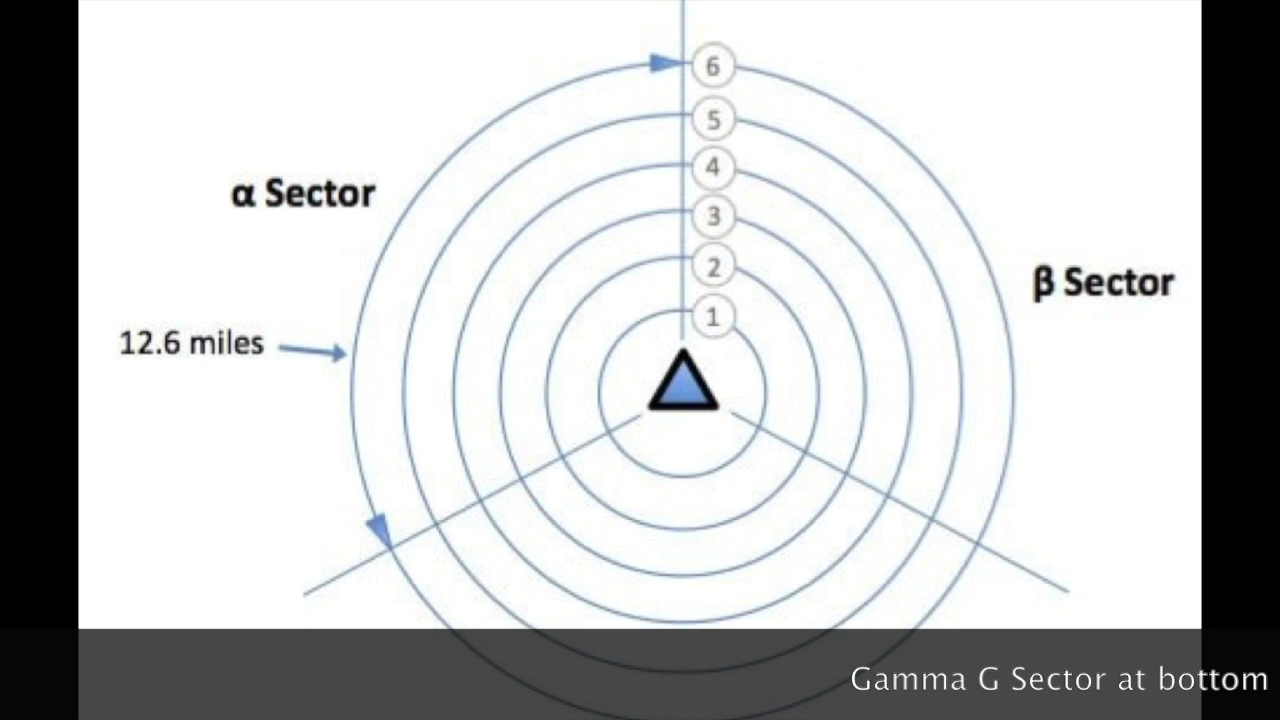 6
5
α Sector
4
3
β Sector
2
1
12.6 miles
Gamma G Sector at bottom